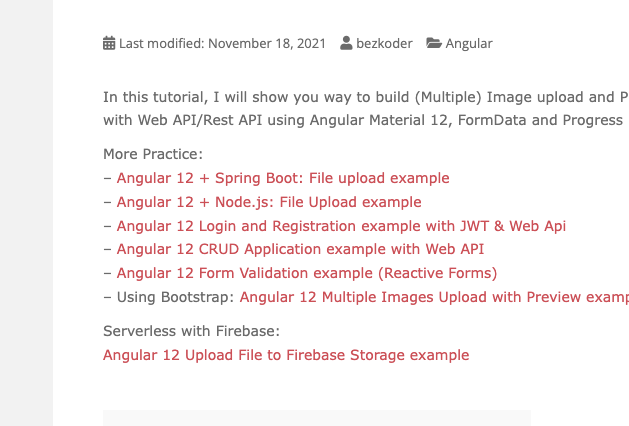 Last modified: November 18, 2021 bezkoder Angular
In this tutorial, I will show you way to build (Multiple) Image upload and P
with Web API/Rest API using Angular Material 12, FormData and Progress
More Practice:
– Angular 12 + Spring Boot: File upload example
– Angular 12 + Node.js: File Upload example
– Angular 12 Login and Registration example with JWT & Web Api
– Angular 12 CRUD Application example with Web API
– Angular 12 Form Validation example (Reactive Forms)
– Using Bootstrap: Angular 12 Multiple Images Upload with Preview examp
Serverless with Firebase:
Angular 12 Upload File to Firebase Storage example